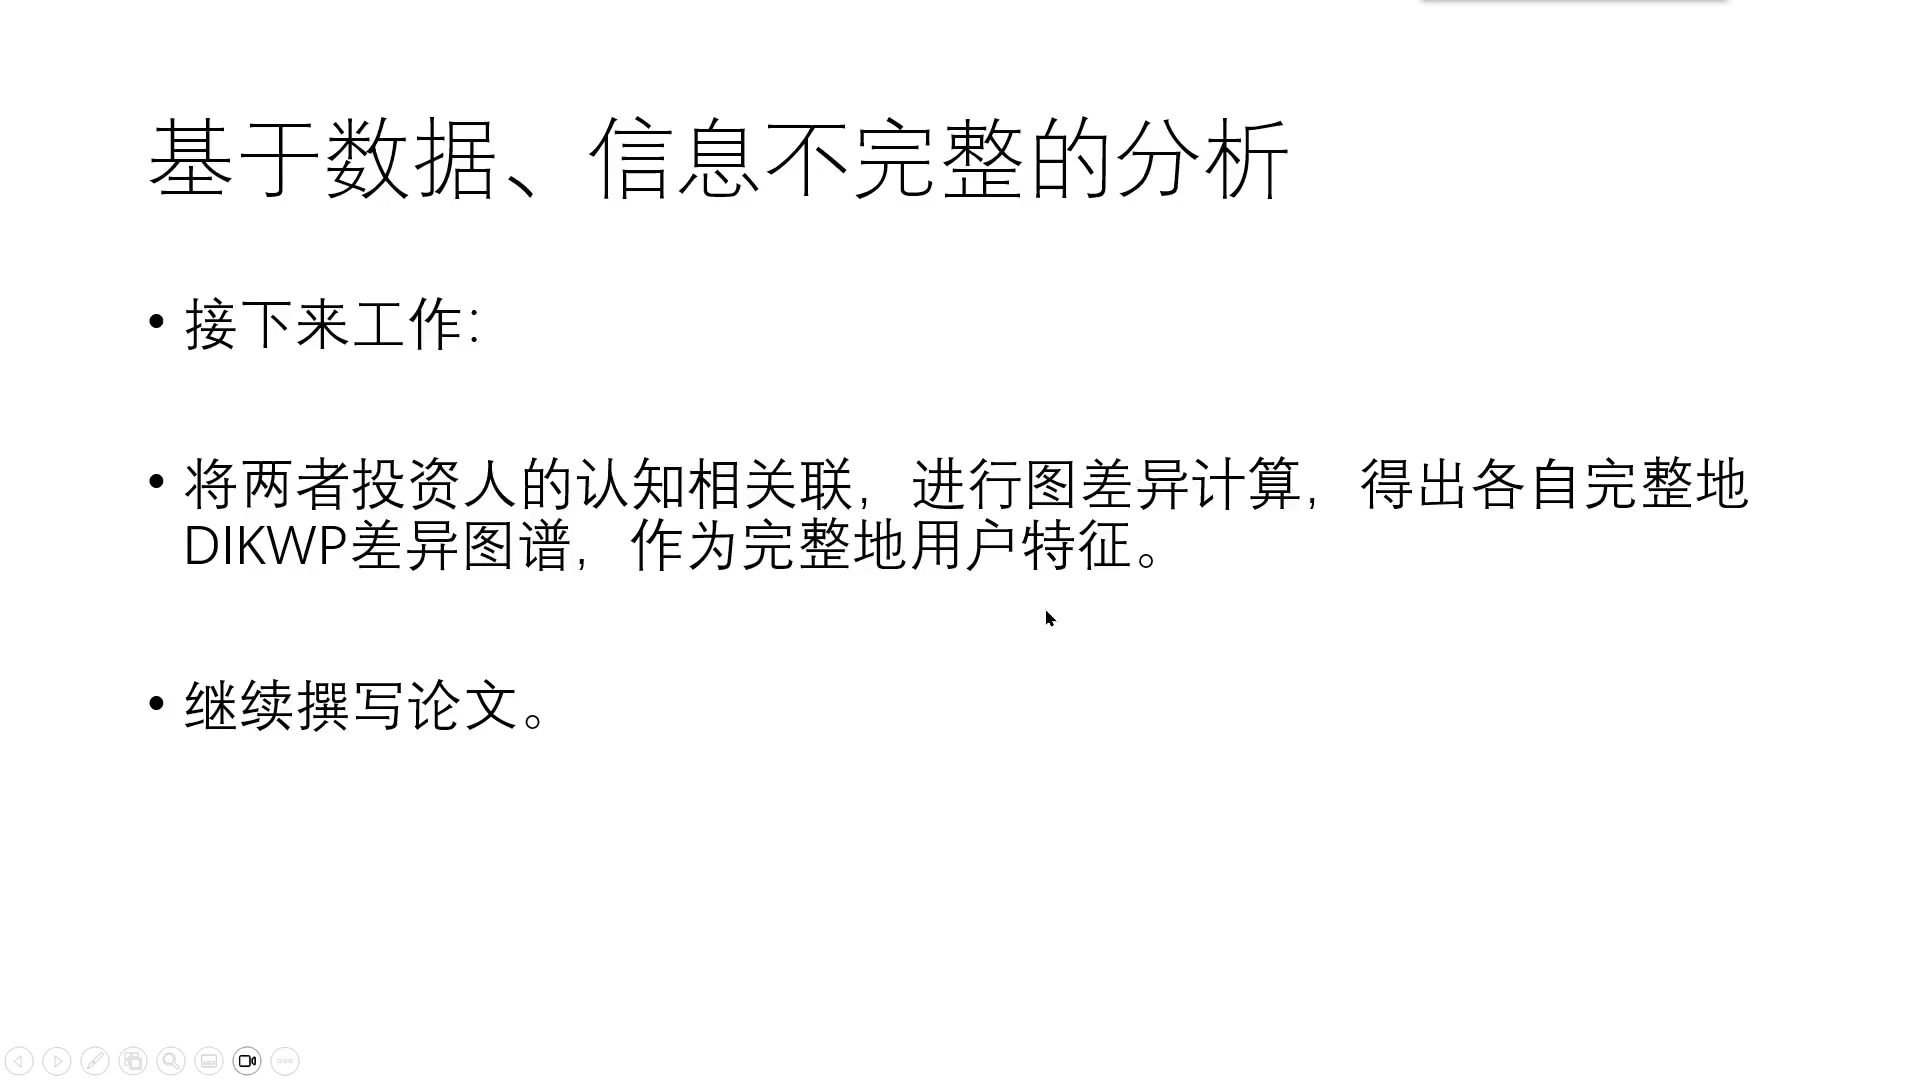 基于数据、信息不完整的分析
• 接下来工作：
• 将两者投资人的认知相关联，进行图差异计算，得出各自完整地
DIKWP差异图谱，作为完整地用户特征。
• 继续撰写论文。